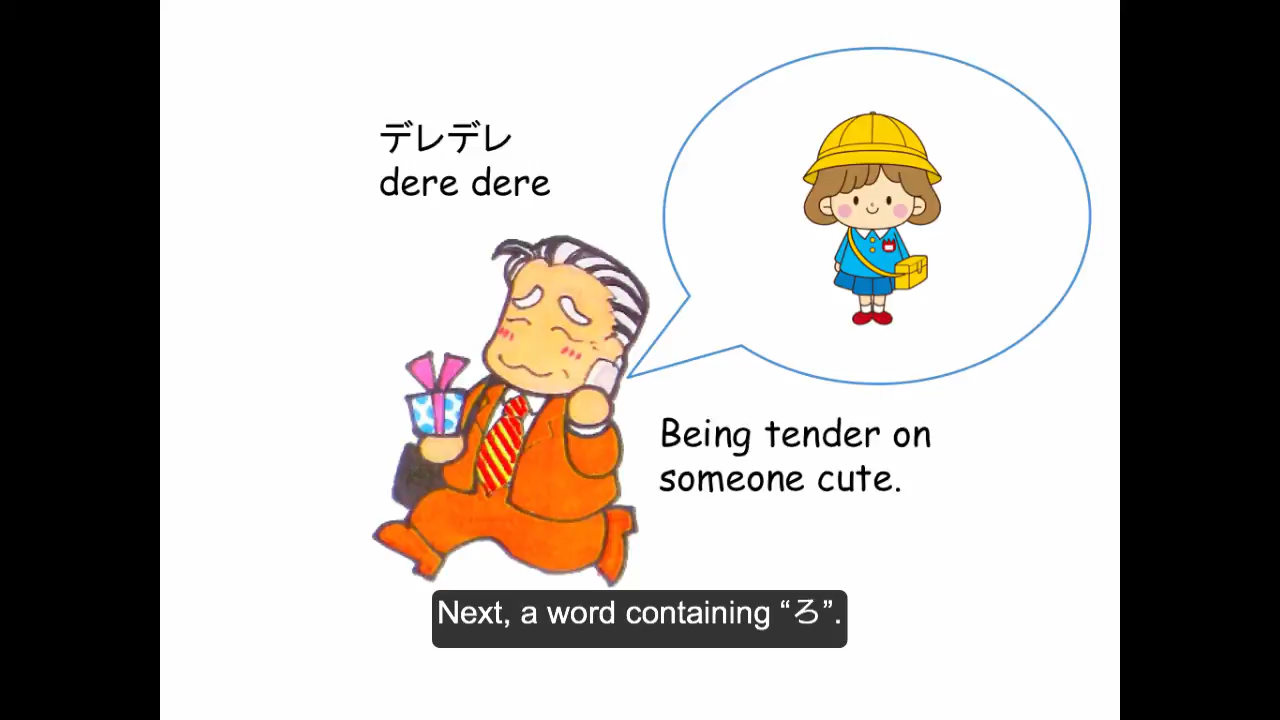 デレデレ
dere dere
Being tender on
someone cute.
Next, a word containing “ろ”.